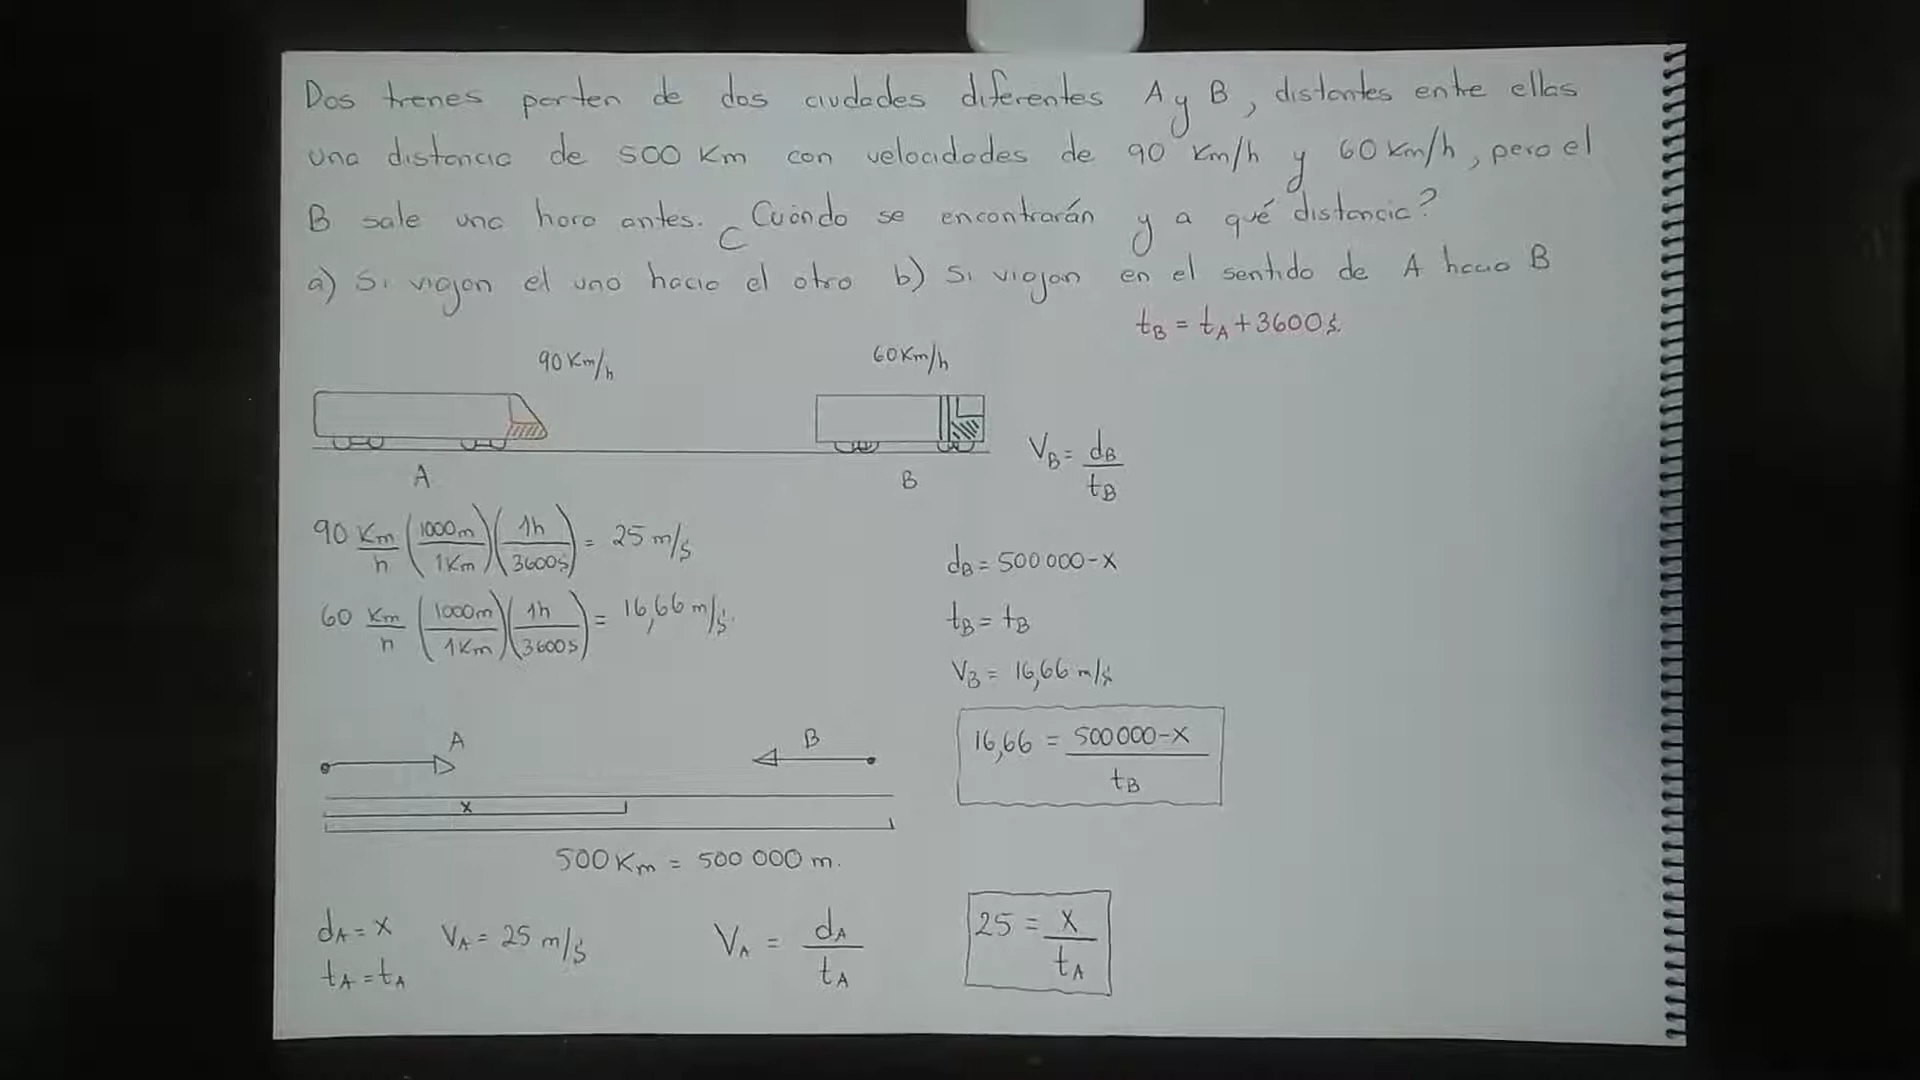 Dos trenes parten de dos ciudades diferentes A y B, distantes entre ellas
una distancia de 500 Km con velocidades de 90 Km/h y 60 Km/h, pero el
B sale una hora antes. ¿Cuándo se encontrarán y a qué distancia?
a) Si viajan el uno hacia el otro b) Si viajan en el sentido de A hacia B
tB = tA + 3600 s.
90 Km/h 60 Km/h
A B
VB = dB/tB
90 Km/h (1000m/1Km)(1h/3600s) = 25 m/s
dB = 500 000 - x
60 Km/h (1000m/1Km)(1h/3600s) = 16,66 m/s.
tB = tB
VB = 16,66 m/s
A B
16,66 = 500 000 - x/tB
x
500 Km = 500 000 m.
dA = x VA = 25 m/s VA = dA/tA 25 = x/tA
tA = tA